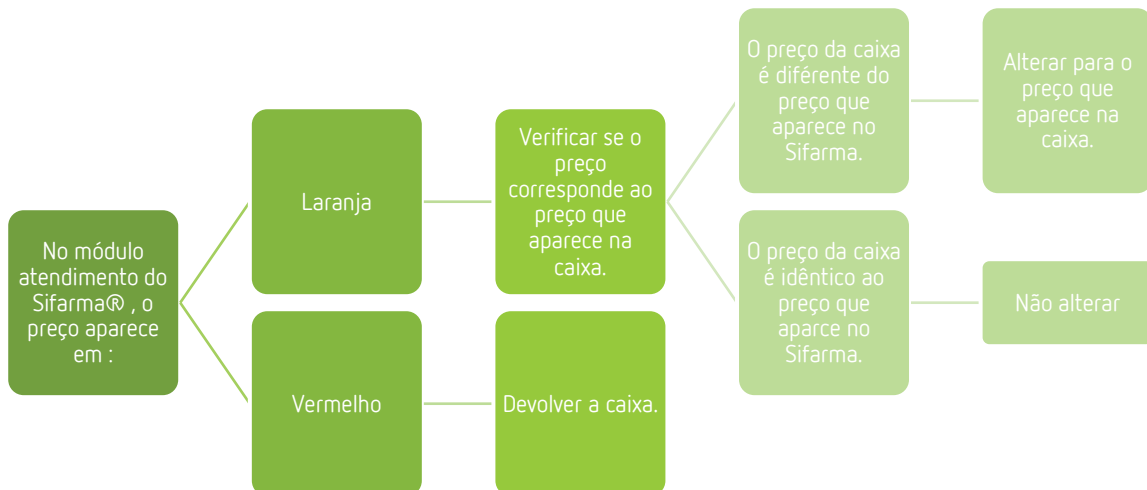 No módulo
atendimento do
Sifarma® , o
preço aparece
em :
Laranja
Verificar se o
preço
corresponde ao
preço que
aparece na
caixa.
O preço da caixa
é diférente do
preço que
aparece no
Sifarma.
Alterar para o
preço que
aparece na
caixa.
O preço da caixa
é idêntico ao
preço que
aparce no
Sifarma.
Não alterar
Vermelho
Devolver a caixa.